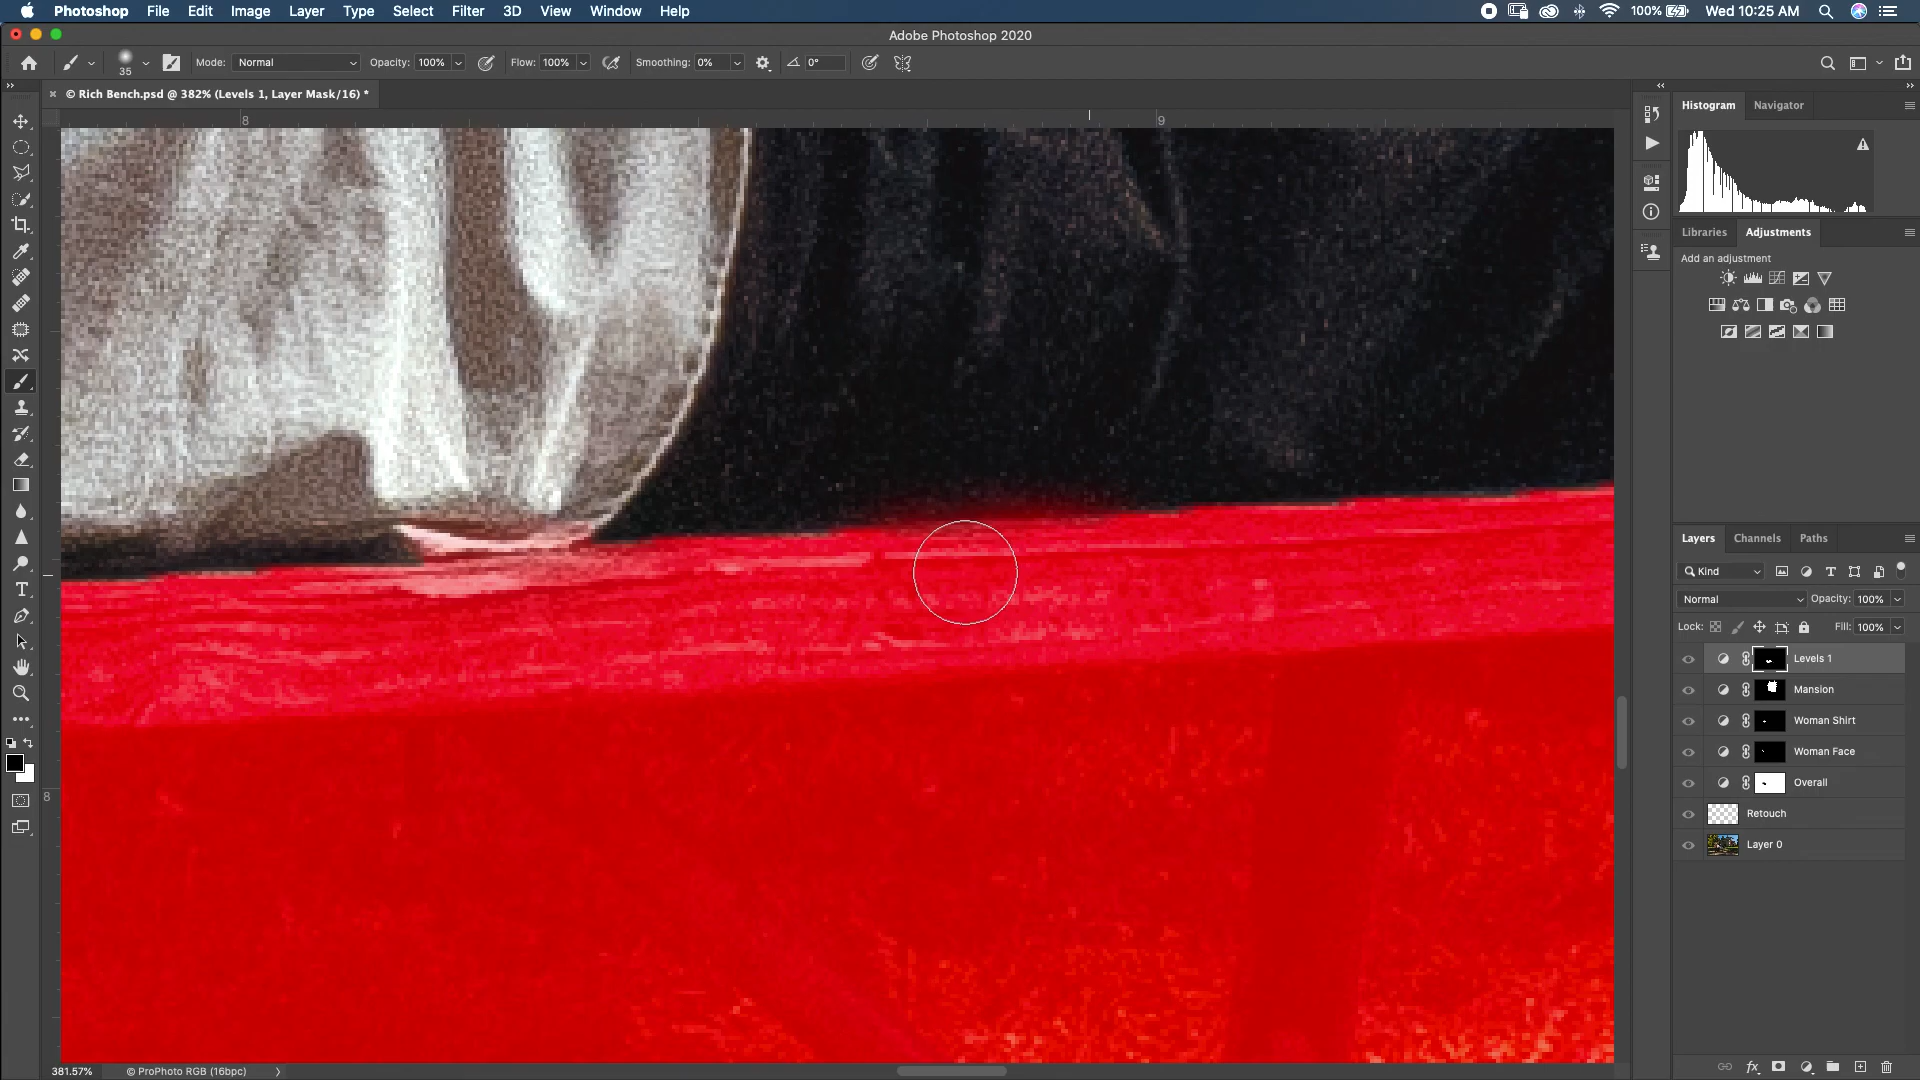 Photoshop File Edit Image Layer Type Select Filter 3D View Window Help 100% Wed 10:25 AM
Adobe Photoshop 2020
35 Mode: Normal Opacity: 100% Flow: 100% Smoothing: 0% 0°
× © Rich Bench.psd @ 382% (Levels 1, Layer Mask/16) *
8 9
8
Histogram Navigator
Libraries Adjustments
Add an adjustment
Layers Channels Paths
Kind
Normal Opacity: 100%
Lock: Fill: 100%
Levels 1
Mansion
Woman Shirt
Woman Face
Overall
Retouch
Layer 0
381.57% © ProPhoto RGB (16bpc)